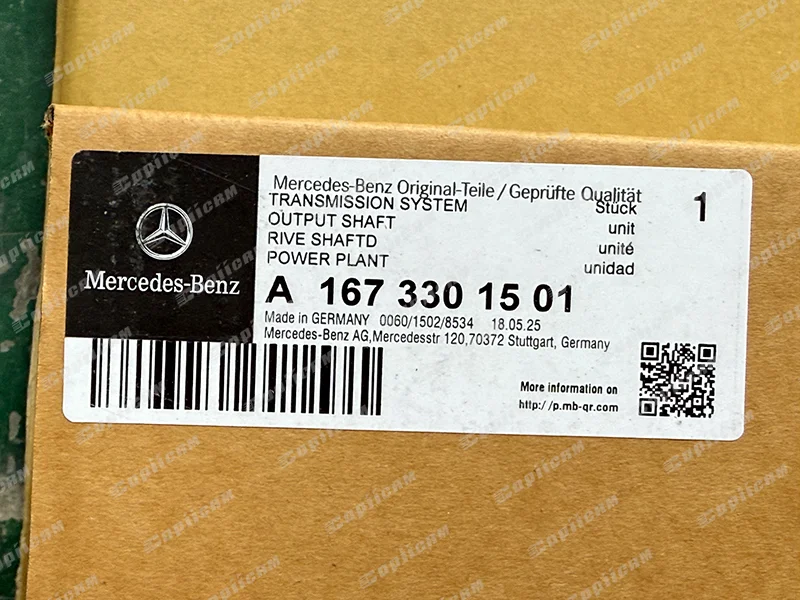 Mercedes-Benz
Mercedes-Benz Original-Teile / Geprüfte Qualität
TRANSMISSION SYSTEM
OUTPUT SHAFT
RIVE SHAFTD
POWER PLANT
Stück
unit
unité
unidad
1
A 167 330 15 01
Made in GERMANY 0060/1502/8534 18.05.25
Mercedes-Benz AG,Mercedesstr 120,70372 Stuttgart, Germany
More information on
http://p.mb-qr.com